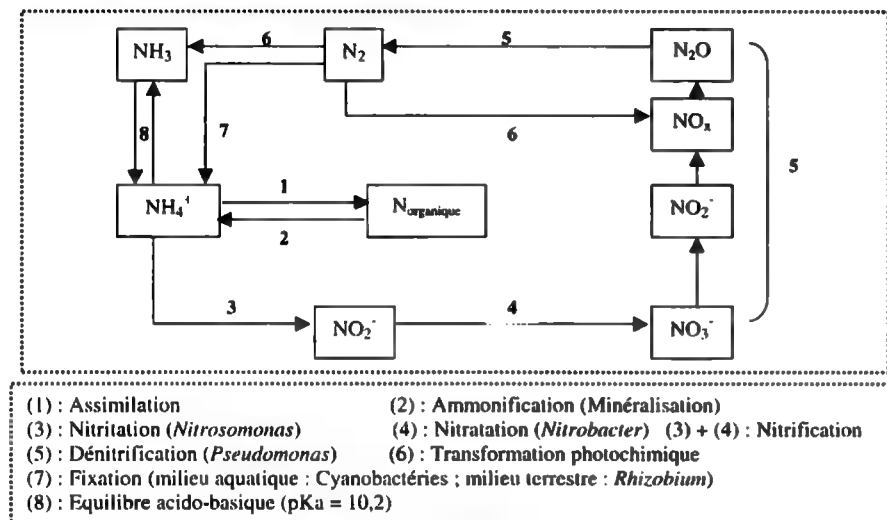 NH₃ 6 N₂ 5 N₂O
8 7 6 NOₓ 5
NH₄⁺ 1 N organique NO₂⁻
2
3 NO₂⁻ 4 NO₃⁻
(1) : Assimilation (2) : Ammonification (Minéralisation)
(3) : Nitritation (Nitrosomonas) (4) : Nitratation (Nitrobacter) (3) + (4) : Nitrification
(5) : Dénitrification (Pseudomonas) (6) : Transformation photochimique
(7) : Fixation (milieu aquatique : Cyanobactéries ; milieu terrestre : Rhizobium)
(8) : Equilibre acido-basique (pKa = 10,2)